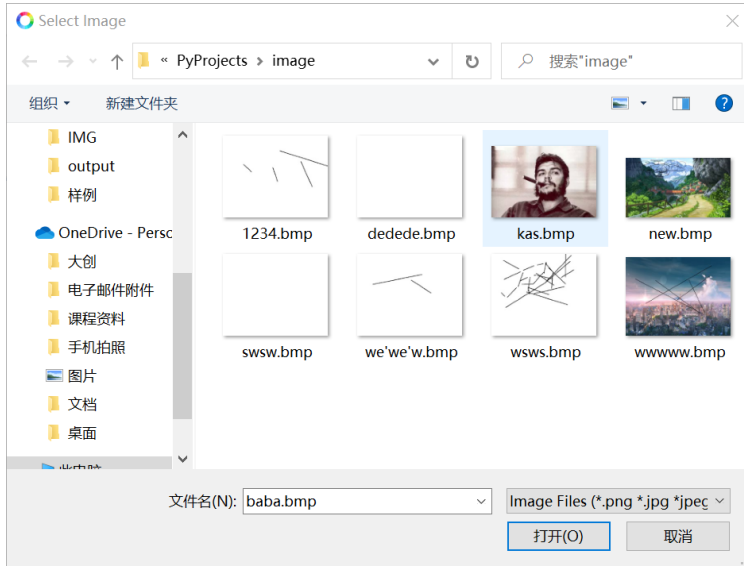 Select Image
« PyProjects > image
搜索"image"
组织
新建文件夹
IMG
output
样例
OneDrive - Persc
大创
电子邮件附件
课程资料
手机拍照
图片
文档
桌面
1234.bmp
dedede.bmp
kas.bmp
new.bmp
swsw.bmp
we'we'w.bmp
wsws.bmp
wwwww.bmp
文件名(N):
baba.bmp
Image Files (*.png *.jpg *jpeg
打开(O)
取消